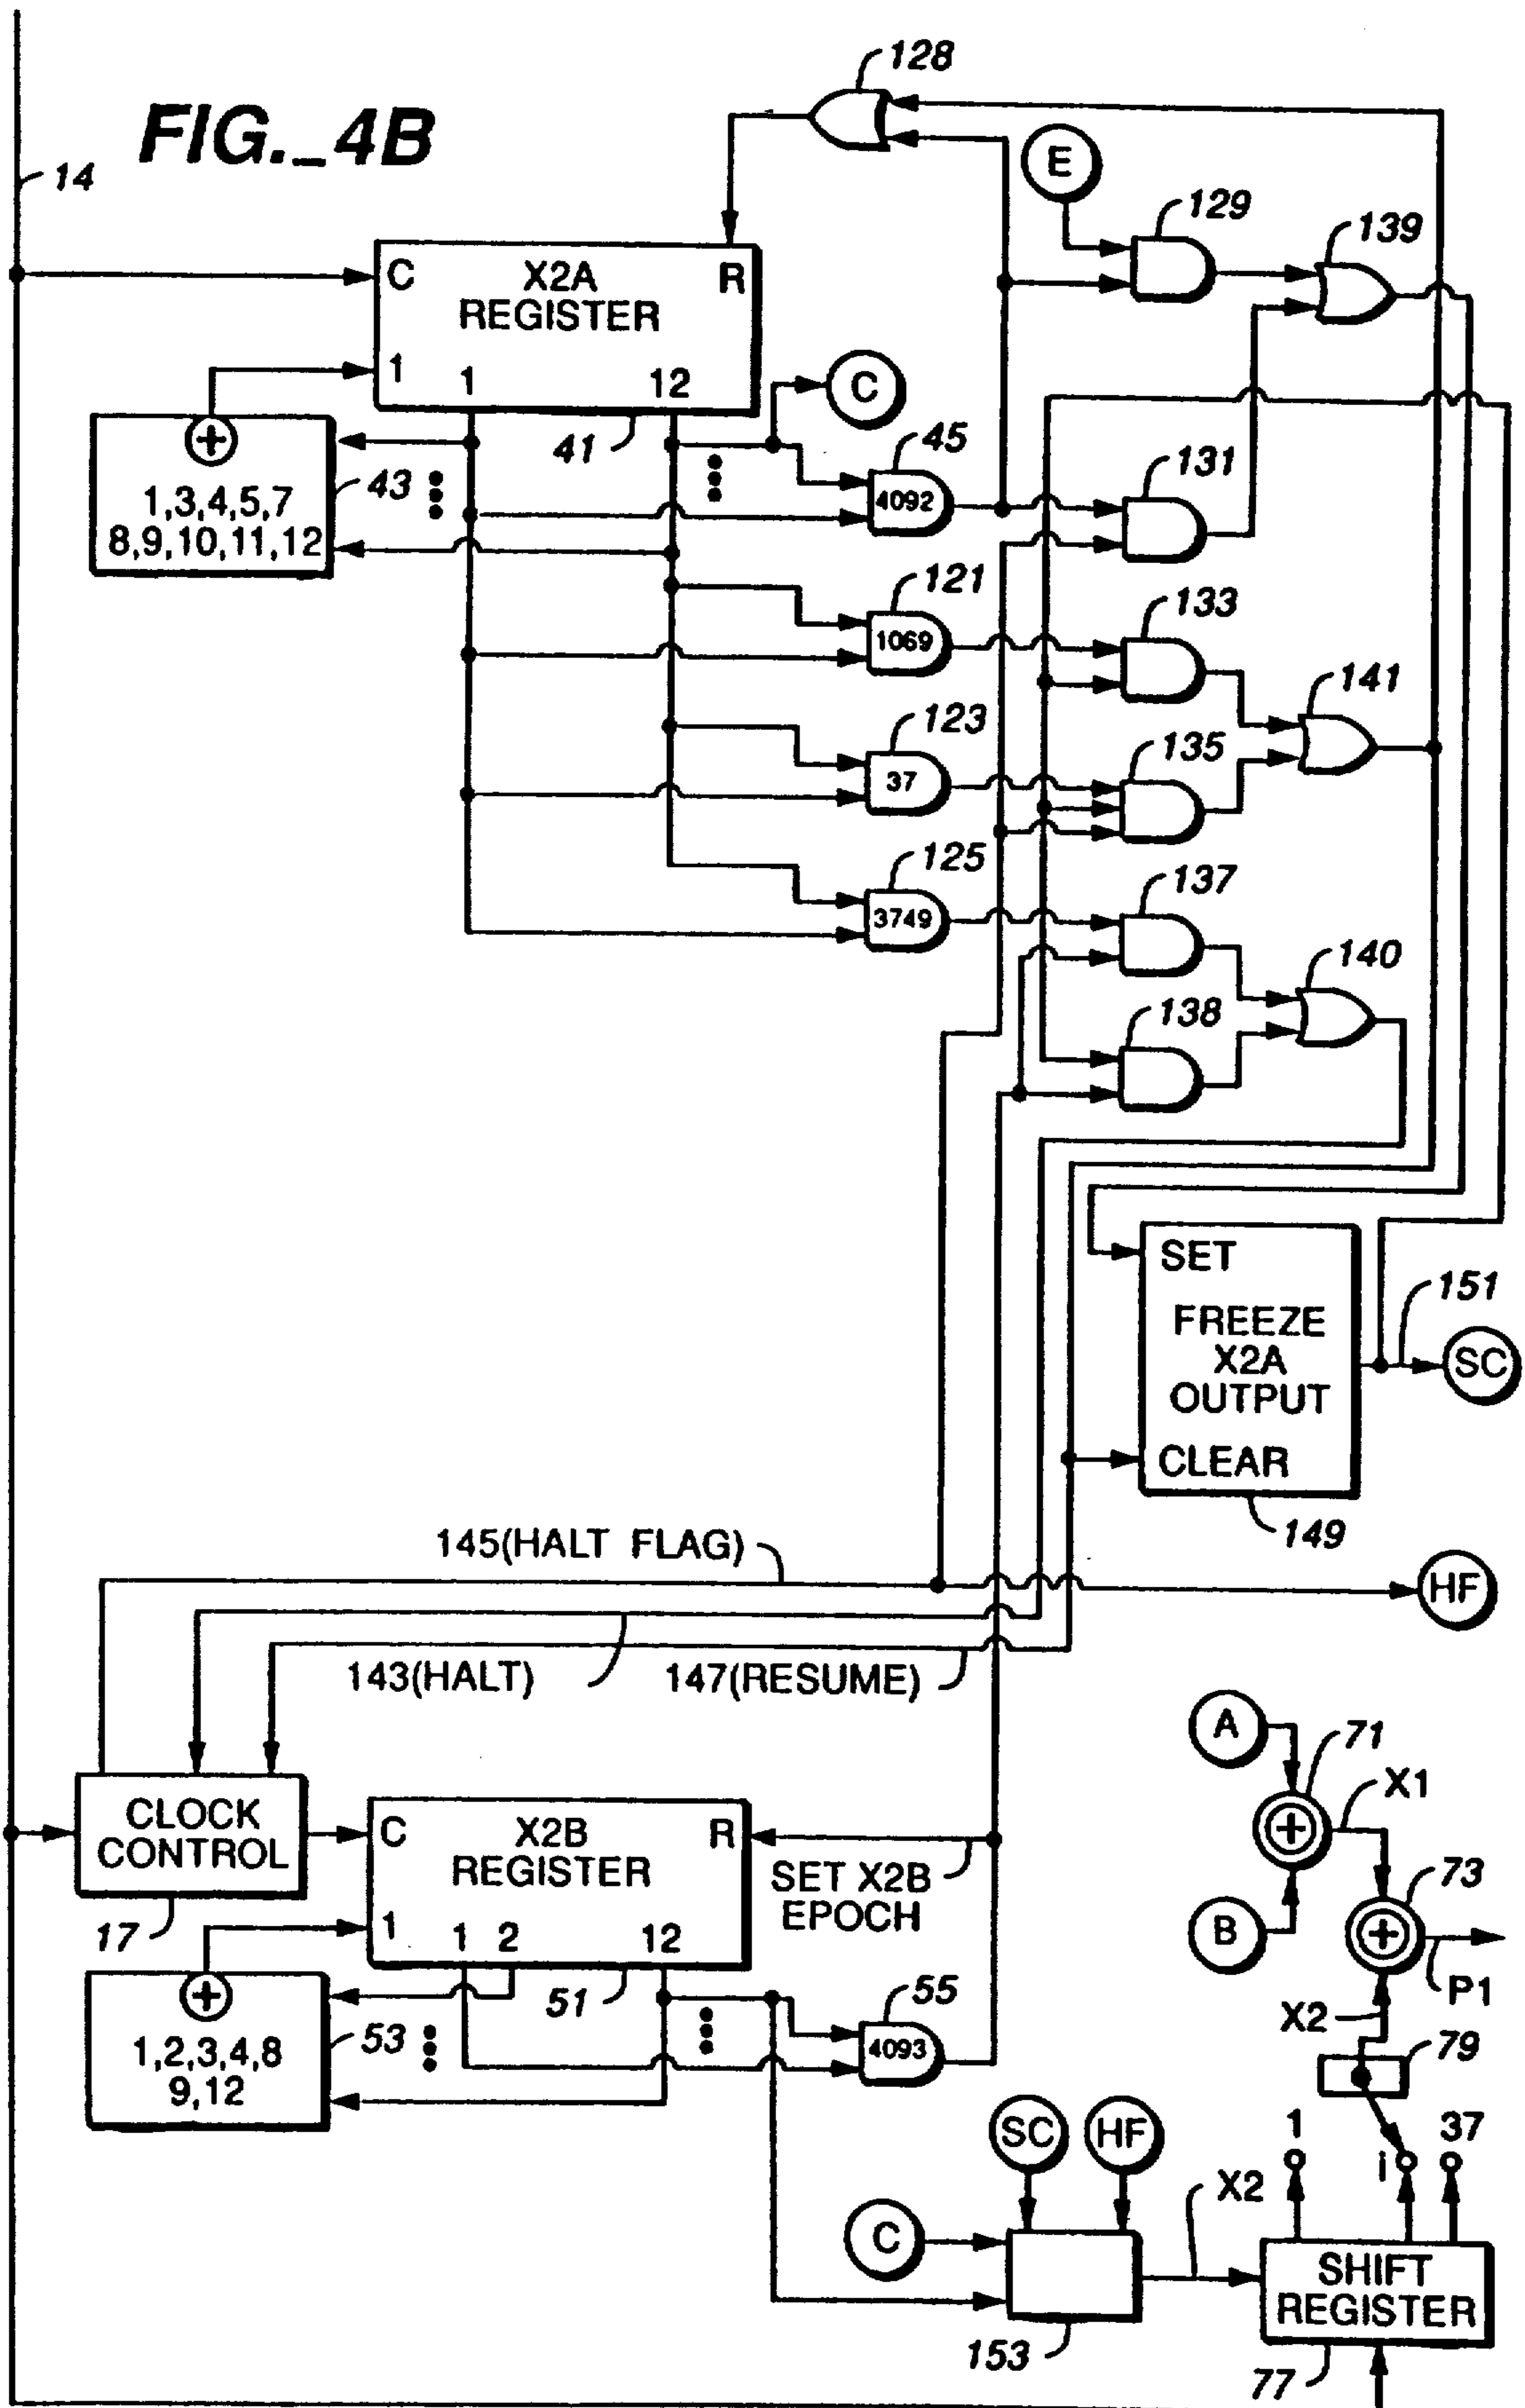 FIG._4B
14
128
E
129
139
C
X2A
REGISTER
R
1
1
12
C
41
45
4092
131
43
1,3,4,5,7
8,9,10,11,12
121
1069
133
141
123
37
135
125
3749
137
140
138
SET
FREEZE
X2A
OUTPUT
CLEAR
151
SC
149
145(HALT FLAG)
HF
143(HALT)
147(RESUME)
A
71
X1
CLOCK
CONTROL
17
C
X2B
REGISTER
R
SET X2B
EPOCH
73
B
P1
1
1
2
12
51
55
4093
X2
79
53
1,2,3,4,8
9,12
SC
HF
1
i
37
C
X2
153
SHIFT
REGISTER
77